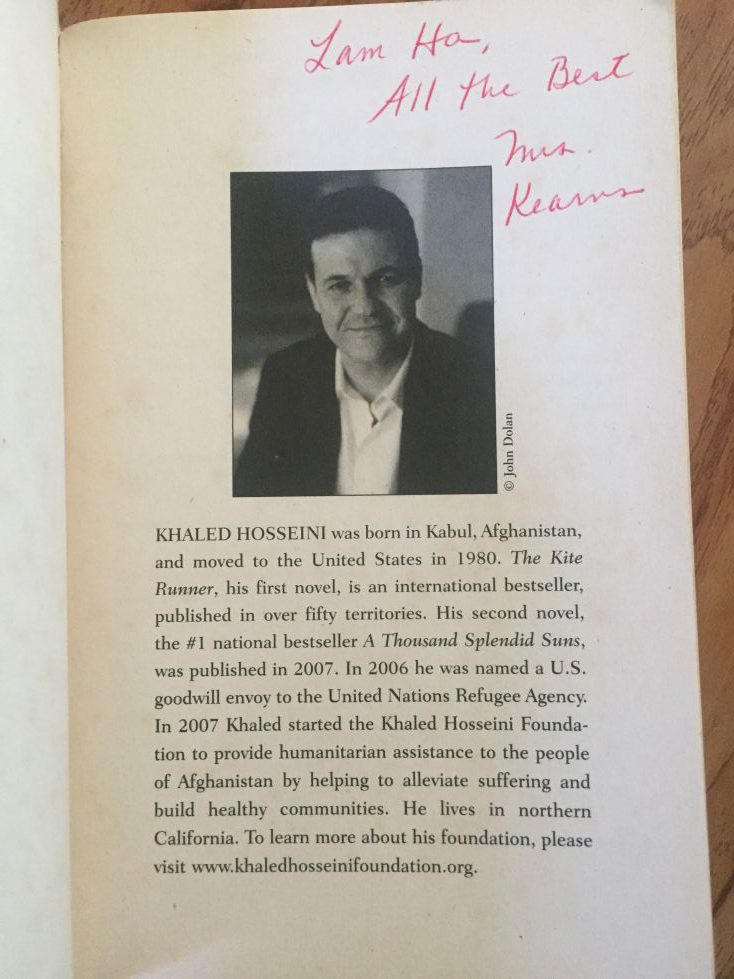 Lam Ha,
All the Best
Mrs.
Kearns
© John Dolan
KHALED HOSSEINI was born in Kabul, Afghanistan,
and moved to the United States in 1980. The Kite
Runner, his first novel, is an international bestseller,
published in over fifty territories. His second novel,
the #1 national bestseller A Thousand Splendid Suns,
was published in 2007. In 2006 he was named a U.S.
goodwill envoy to the United Nations Refugee Agency.
In 2007 Khaled started the Khaled Hosseini Founda-
tion to provide humanitarian assistance to the people
of Afghanistan by helping to alleviate suffering and
build healthy communities. He lives in northern
California. To learn more about his foundation, please
visit www.khaledhosseinifoundation.org.